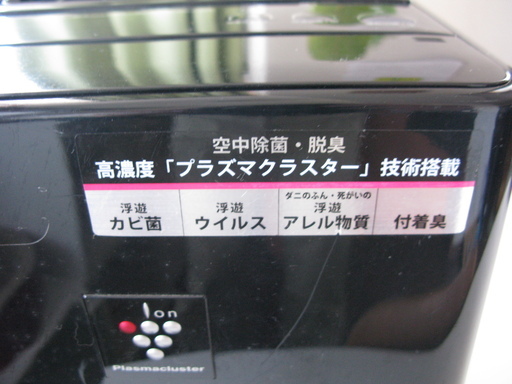 空中除菌・脱臭
高濃度「プラズマクラスター」技術搭載
浮遊
カビ菌
浮遊
ウイルス
ダニのふん・死がいの
浮遊
アレル物質
付着臭
Ion
Plasmacluster